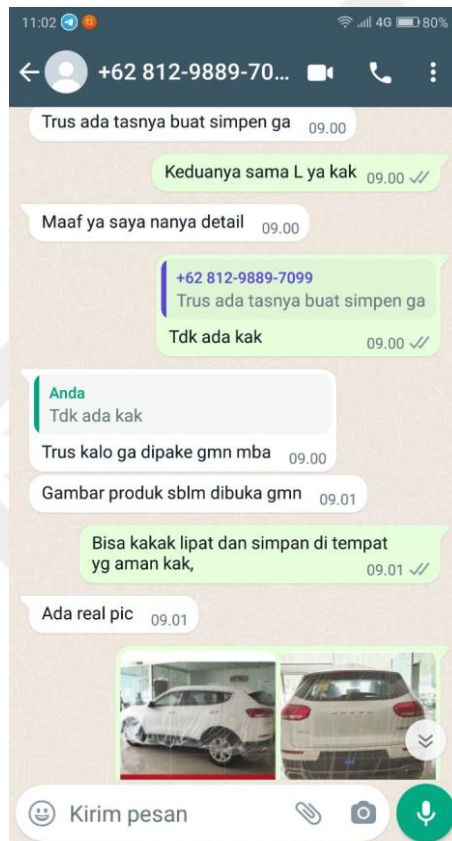 11:02 4G 80%
+62 812-9889-70...
Trus ada tasnya buat simpen ga 09.00
Keduanya sama L ya kak 09.00
Maaf ya saya nanya detail 09.00
+62 812-9889-7099
Trus ada tasnya buat simpen ga
Tdk ada kak 09.00
Anda
Tdk ada kak
Trus kalo ga dipake gmn mba 09.00
Gambar produk sblm dibuka gmn 09.01
Bisa kakak lipat dan simpan di tempat
yg aman kak, 09.01
Ada real pic 09.01
Kirim pesan